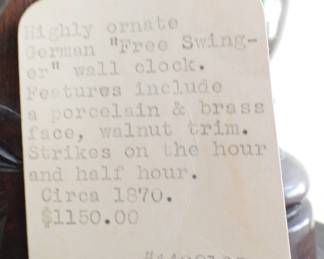 Highly ornate
German "Free Swing-
er" wall clock.
Features include
a porcelain & brass
face, walnut trim.
Strikes on the hour
and half hour.
Circa 1870.
$1150.00